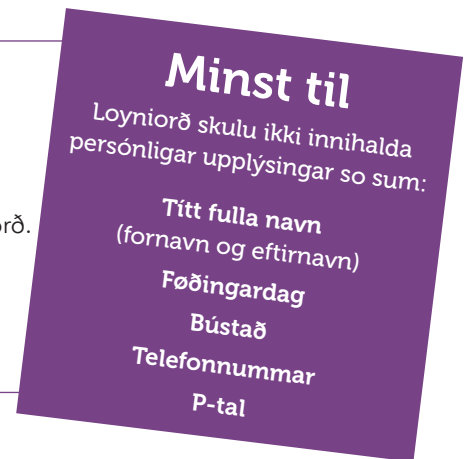 Minst til
Loyniorð skulu ikki innihalda
persónligar upplýsingar so sum:
Títt fulla navn
(fornavn og eftirnavn)
Føðingardag
Bústað
Telefonnummar
P-tal